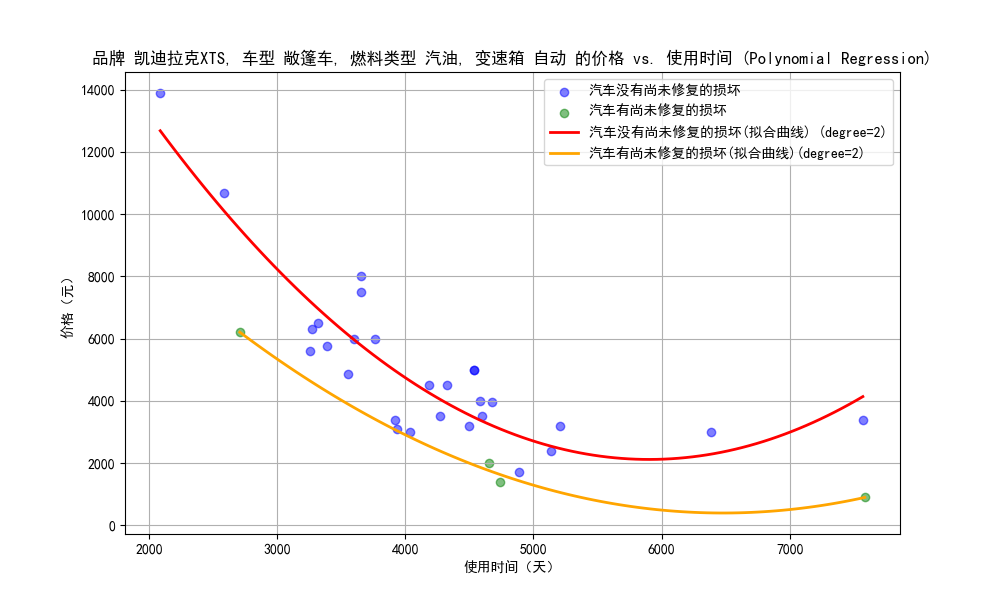 品牌 凯迪拉克XTS, 车型 敞篷车, 燃料类型 汽油, 变速箱 自动 的价格 vs. 使用时间 (Polynomial Regression)
汽车没有尚未修复的损坏
汽车有尚未修复的损坏
汽车没有尚未修复的损坏(拟合曲线) (degree=2)
汽车有尚未修复的损坏(拟合曲线)(degree=2)
价格（元）
14000
12000
10000
8000
6000
4000
2000
0
2000 3000 4000 5000 6000 7000
使用时间（天）